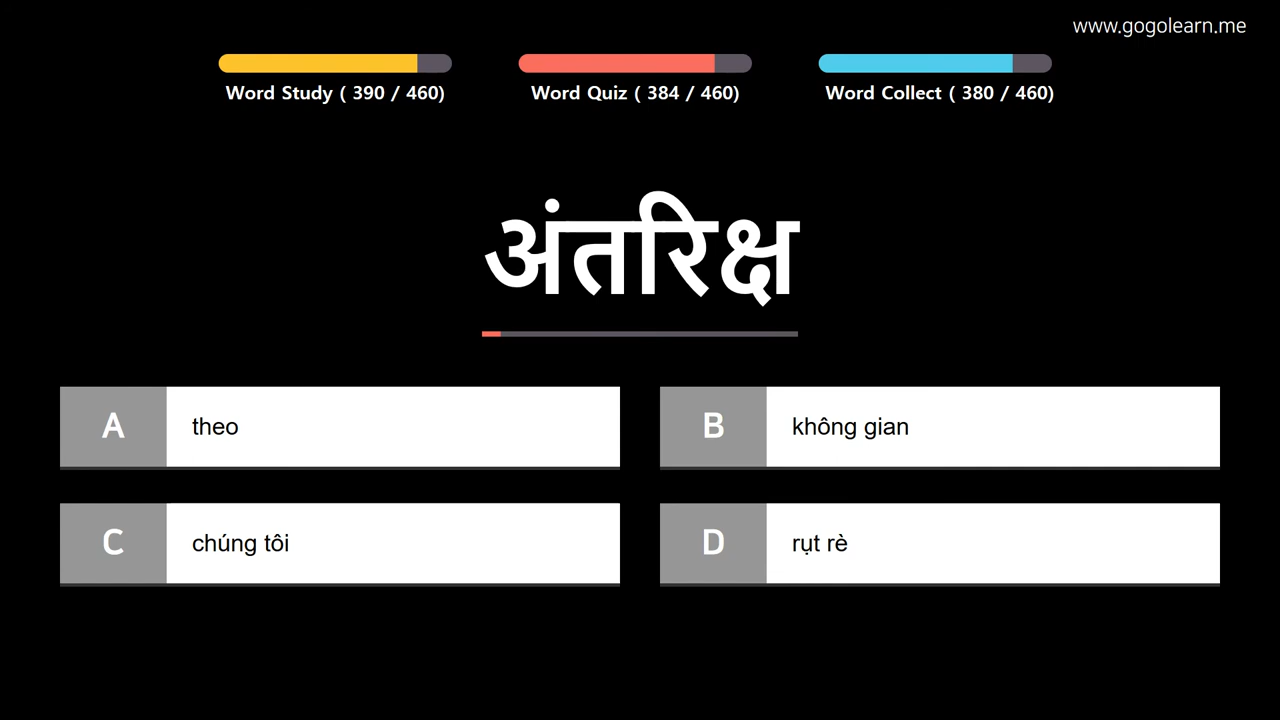 www.gogolearn.me
Word Study ( 390 / 460)
Word Quiz ( 384 / 460)
Word Collect ( 380 / 460)
अंतरिक्ष
A theo
B không gian
C chúng tôi
D rụt rè